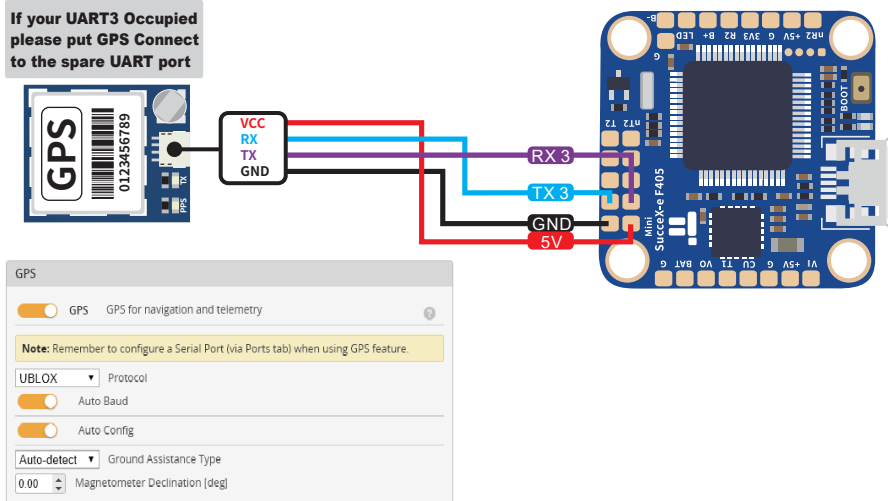 If your UART3 Occupied
please put GPS Connect
to the spare UART port
GPS
0123456789
TX
PPS
VCC
RX
TX
GND
RX 3
TX 3
GND
5V
B-
LED
B+
R2
3V3
G
+5V
nR2
G
BOOT
T2
nT2
Mini
SucceX-e F405
G
BAT
VO
T1
CU
G
+5V
VI
GPS
GPS
GPS for navigation and telemetry
?
Note: Remember to configure a Serial Port (via Ports tab) when using GPS feature.
UBLOX
Protocol
Auto Baud
Auto Config
Auto-detect
Ground Assistance Type
0.00
Magnetometer Declination [deg]